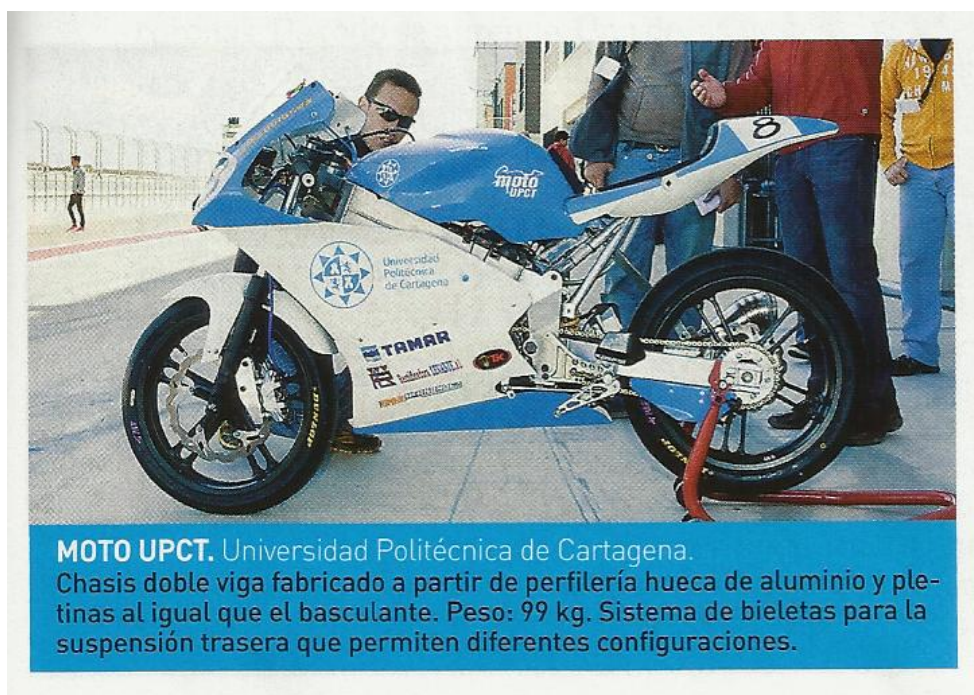 8
moto
UPCT
Universidad
Politécnica
de Cartagena
TAMAR
TK
DUNLOP
MOTO UPCT. Universidad Politécnica de Cartagena.
Chasis doble viga fabricado a partir de perfilería hueca de aluminio y ple-
tinas al igual que el basculante. Peso: 99 kg. Sistema de bieletas para la
suspensión trasera que permiten diferentes configuraciones.